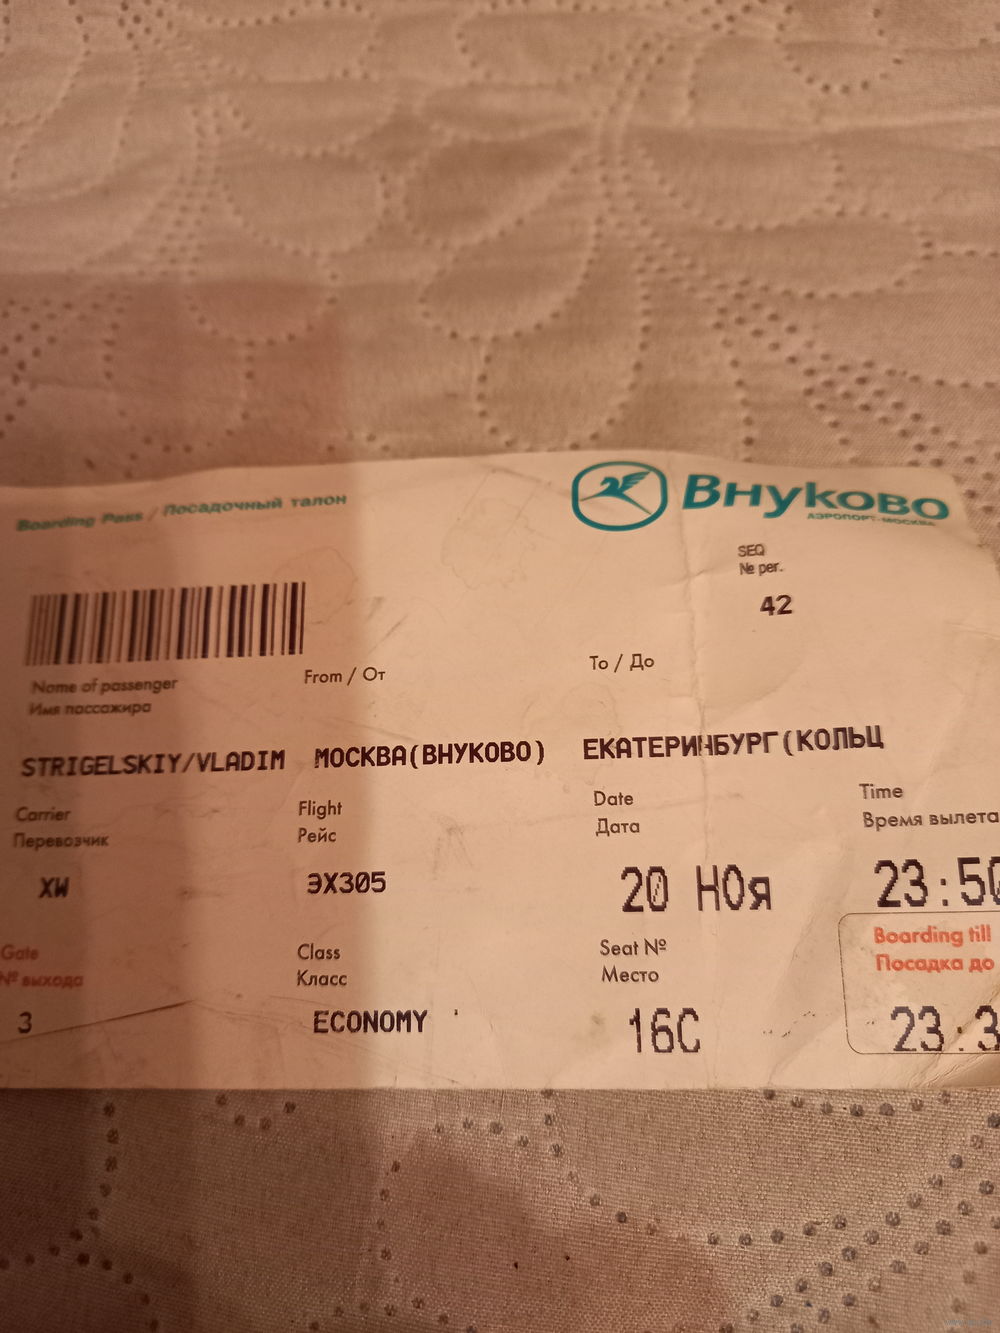 Boarding Pass / Посадочный талон
Внуково
АЭРОПОРТ-МОСКВА
SEQ
№ рег.
42
Name of passenger
Имя пассажира
From / От
To / До
STRIGELSKIY/VLADIM МОСКВА(ВНУКОВО) ЕКАТЕРИНБУРГ(КОЛЬЦ
Carrier
Перевозчик
Flight
Рейс
Date
Дата
Time
Время вылета
XW ЭХ305 20 НОЯ 23:50
Gate
№ выхода
Class
Класс
Seat №
Место
Boarding till
Посадка до
3 ECONOMY 16C 23:3